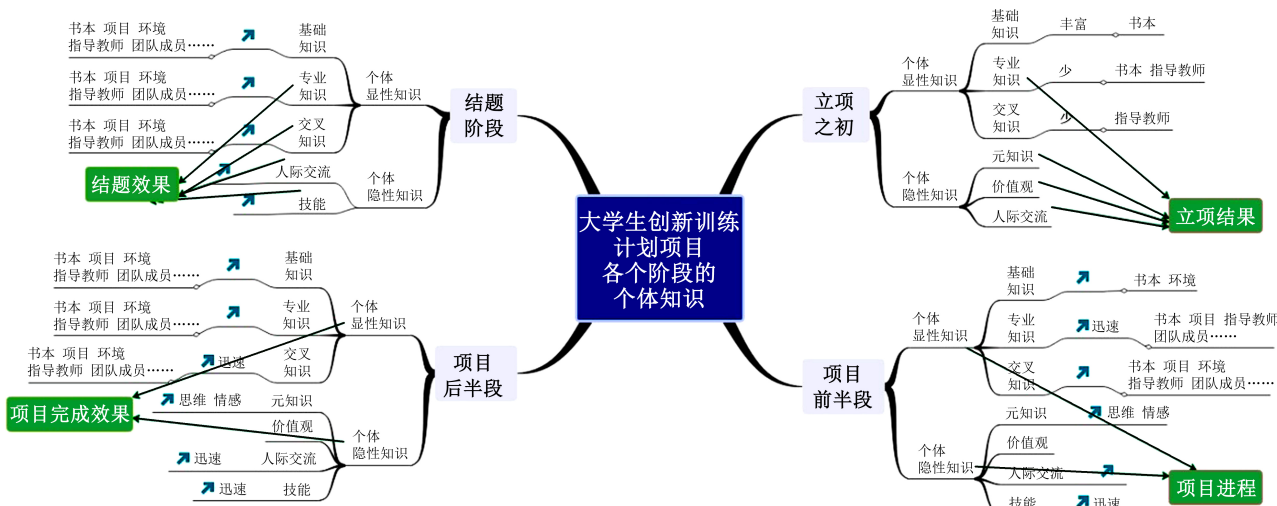 大学生创新训练
计划项目
各个阶段的
个体知识
立项
之初
个体
显性知识
基础
知识
丰富
书本
专业
知识
少
书本 指导教师
交叉
知识
少
指导教师
个体
隐性知识
元知识
价值观
人际交流
立项结果
项目
前半段
个体
显性知识
基础
知识
书本 环境
专业
知识
迅速
书本 项目 指导教师
团队成员……
交叉
知识
书本 项目 环境
指导教师 团队成员……
个体
隐性知识
元知识
思维 情感
价值观
人际交流
技能
迅速
项目进程
结题
阶段
个体
显性知识
基础
知识
书本 项目 环境
指导教师 团队成员……
专业
知识
书本 项目 环境
指导教师 团队成员……
交叉
知识
书本 项目 环境
指导教师 团队成员……
个体
隐性知识
人际交流
技能
结题效果
项目
后半段
个体
显性知识
基础
知识
书本 项目 环境
指导教师 团队成员……
专业
知识
书本 项目 环境
指导教师 团队成员……
交叉
知识
迅速
书本 项目 环境
指导教师 团队成员……
个体
隐性知识
元知识
思维 情感
价值观
人际交流
迅速
技能
迅速
项目完成效果